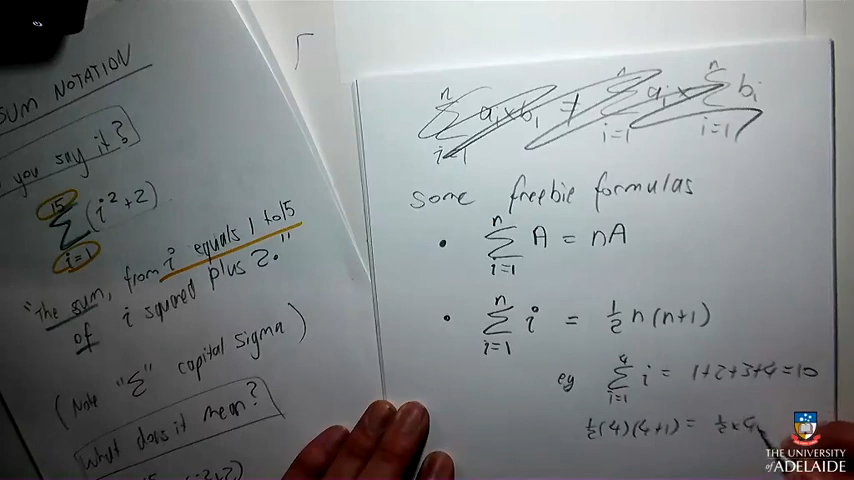 SUM NOTATION
you say it?
15
Σ (i² + 2)
i=1
"The sum, from i equals 1 to 15
of i squared plus 2."
(Note "Σ" capital sigma)
What does it mean?
15 (i²+2)
n n n
Σ aᵢ × bᵢ ≠ Σ aᵢ × Σ bᵢ
i=1 i=1 i=1
some freebie formulas
n
• Σ A = nA
i=1
n
• Σ i = ½ n(n+1)
i=1
4
eg Σ i = 1+2+3+4=10
i=1
½(4)(4+1) = ½ × 4
THE UNIVERSITY
of ADELAIDE